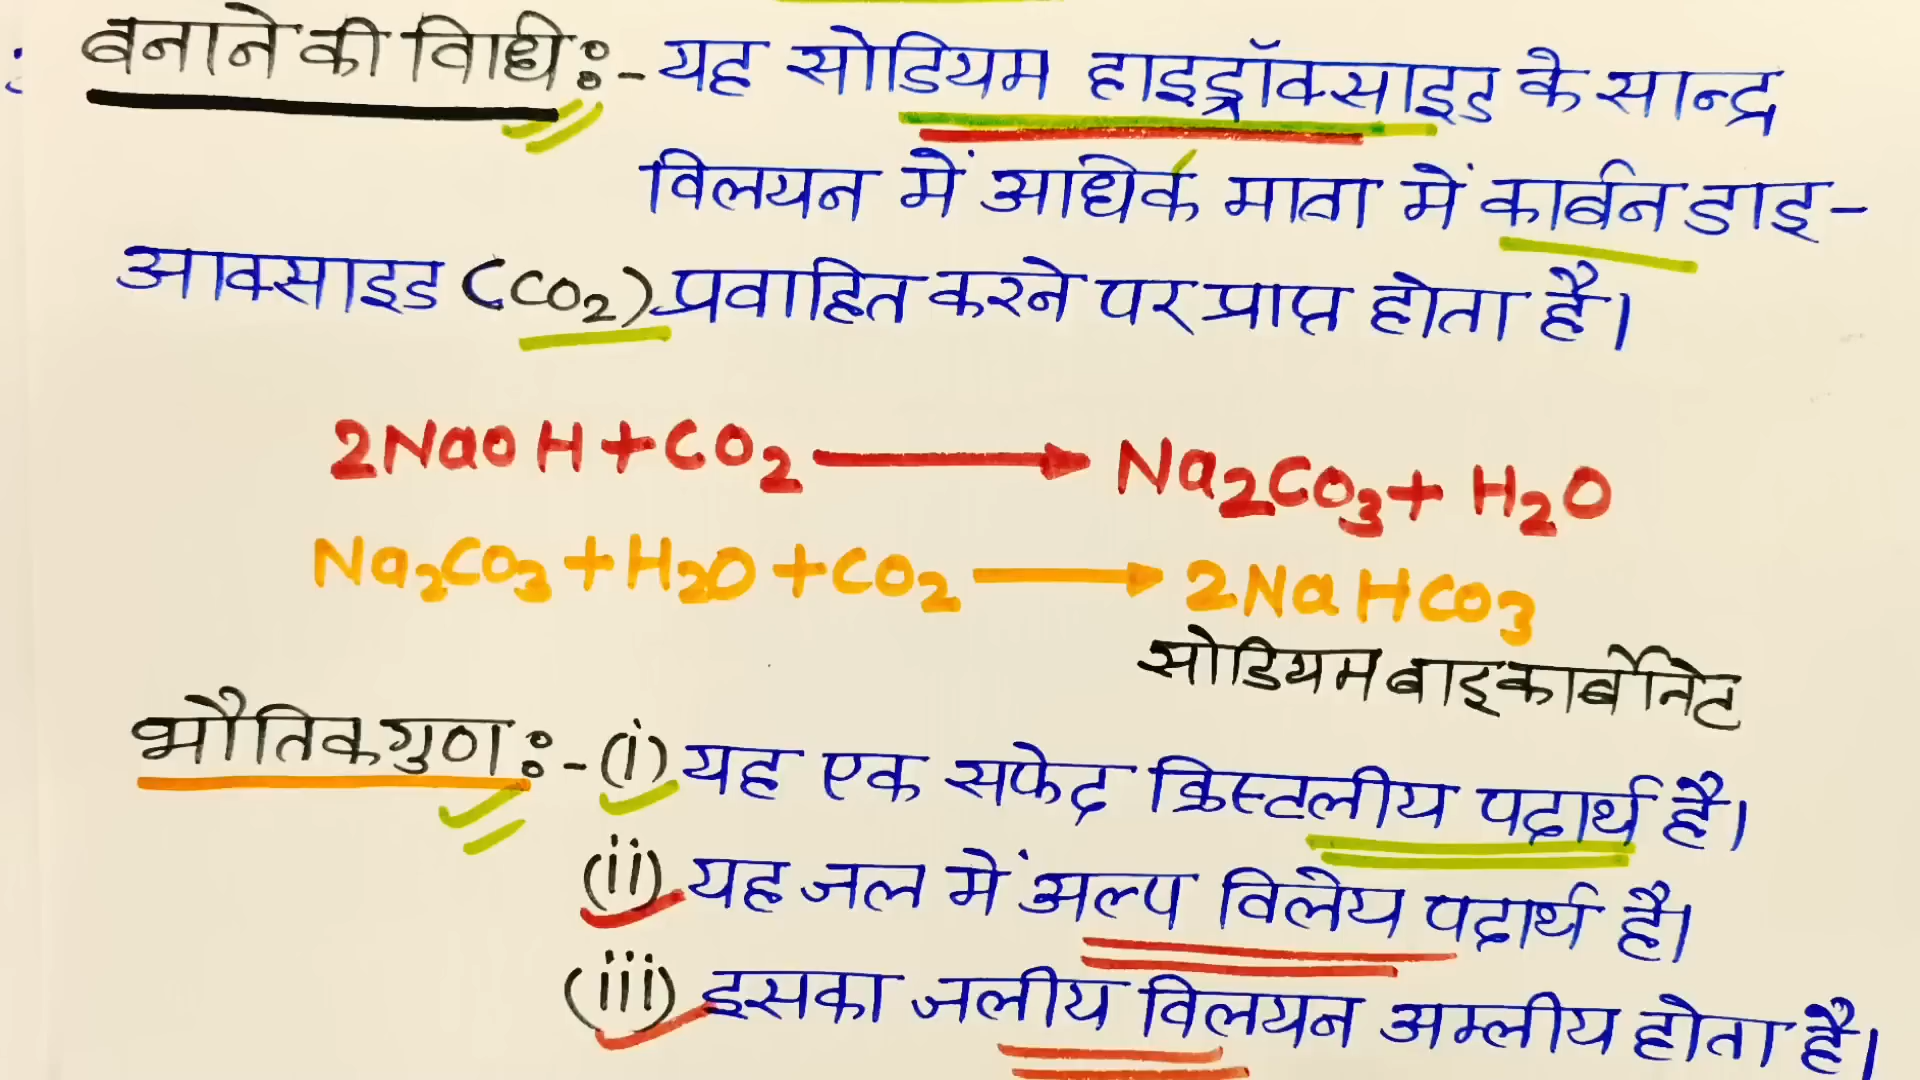 बनाने की विधि :- यह सोडियम हाइड्रॉक्साइड के सान्द्र
विलयन में अधिक मात्रा में कार्बन डाइ-
आक्साइड (CO2) प्रवाहित करने पर प्राप्त होता है।
2NaOH + CO2 → Na2CO3 + H2O
Na2CO3 + H2O + CO2 → 2NaHCO3
सोडियम बाइकार्बोनेट
भौतिक गुण :- (i) यह एक सफेद क्रिस्टलीय पदार्थ है।
(ii) यह जल में अल्प विलेय पदार्थ है।
(iii) इसका जलीय विलयन अम्लीय होता है।